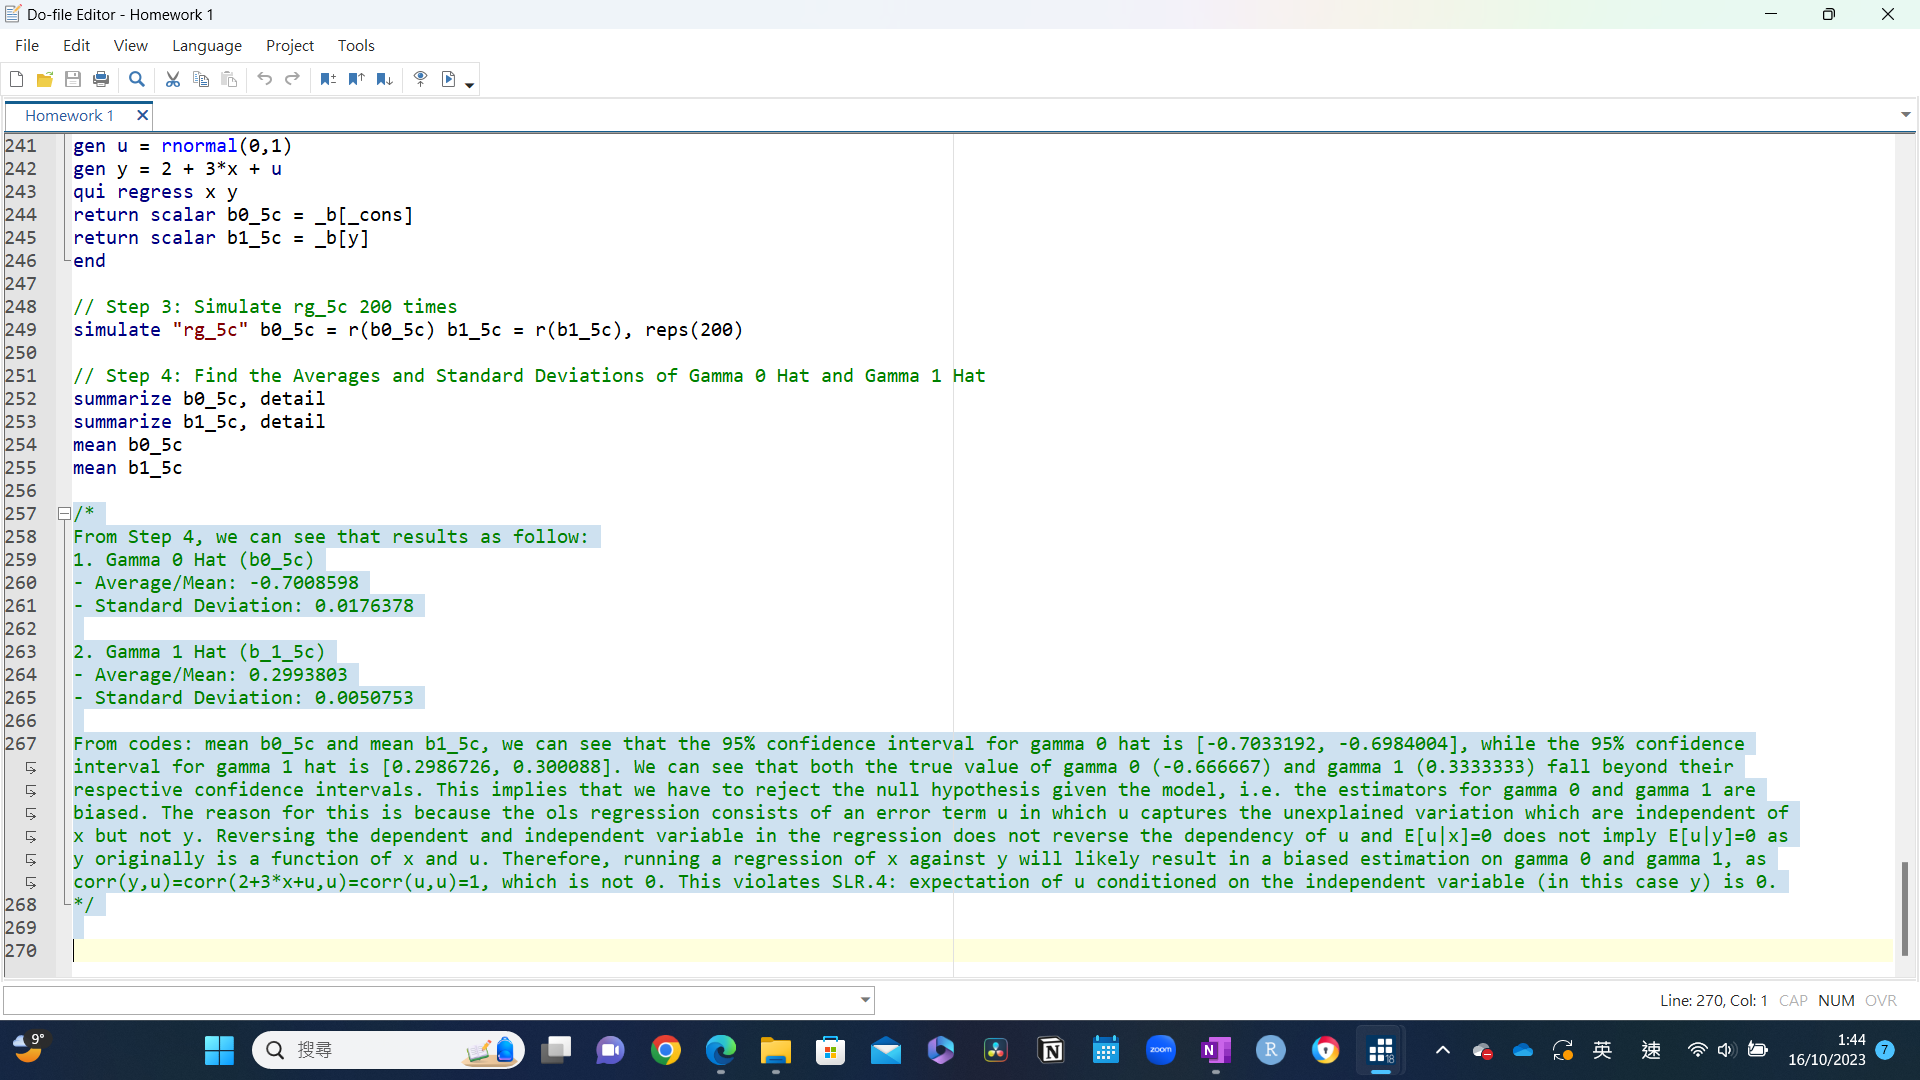 Do-file Editor - Homework 1
File Edit View Language Project Tools
Homework 1
241 gen u = rnormal(0,1)
242 gen y = 2 + 3*x + u
243 qui regress x y
244 return scalar b0_5c = _b[_cons]
245 return scalar b1_5c = _b[y]
246 end
247
248 // Step 3: Simulate rg_5c 200 times
249 simulate "rg_5c" b0_5c = r(b0_5c) b1_5c = r(b1_5c), reps(200)
250
251 // Step 4: Find the Averages and Standard Deviations of Gamma 0 Hat and Gamma 1 Hat
252 summarize b0_5c, detail
253 summarize b1_5c, detail
254 mean b0_5c
255 mean b1_5c
256
257 /*
258 From Step 4, we can see that results as follow:
259 1. Gamma 0 Hat (b0_5c)
260 - Average/Mean: -0.7008598
261 - Standard Deviation: 0.0176378
262
263 2. Gamma 1 Hat (b_1_5c)
264 - Average/Mean: 0.2993803
265 - Standard Deviation: 0.0050753
266
267 From codes: mean b0_5c and mean b1_5c, we can see that the 95% confidence interval for gamma 0 hat is [-0.7033192, -0.6984004], while the 95% confidence
interval for gamma 1 hat is [0.2986726, 0.300088]. We can see that both the true value of gamma 0 (-0.666667) and gamma 1 (0.3333333) fall beyond their
respective confidence intervals. This implies that we have to reject the null hypothesis given the model, i.e. the estimators for gamma 0 and gamma 1 are
biased. The reason for this is because the ols regression consists of an error term u in which u captures the unexplained variation which are independent of
x but not y. Reversing the dependent and independent variable in the regression does not reverse the dependency of u and E[u|x]=0 does not imply E[u|y]=0 as
y originally is a function of x and u. Therefore, running a regression of x against y will likely result in a biased estimation on gamma 0 and gamma 1, as
corr(y,u)=corr(2+3*x+u,u)=corr(u,u)=1, which is not 0. This violates SLR.4: expectation of u conditioned on the independent variable (in this case y) is 0.
268 */
269
270
Line: 270, Col: 1 CAP NUM OVR
9°
搜尋
zoom
N
R
18
英
速
1:44
16/10/2023
7